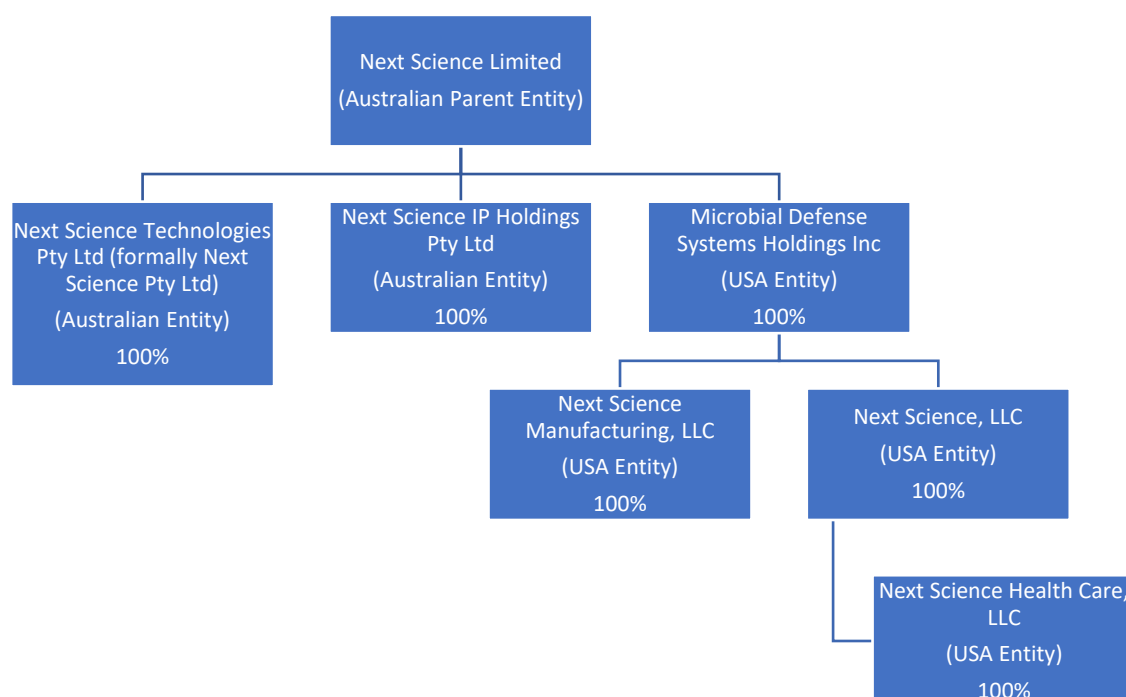 Next Science Limited
(Australian Parent Entity)
Next Science Technologies
Pty Ltd (formally Next
Science Pty Ltd)
(Australian Entity)
100%
Next Science IP Holdings
Pty Ltd
(Australian Entity)
100%
Microbial Defense
Systems Holdings Inc
(USA Entity)
100%
Next Science
Manufacturing, LLC
(USA Entity)
100%
Next Science, LLC
(USA Entity)
100%
Next Science Health Care,
LLC
(USA Entity)
100%